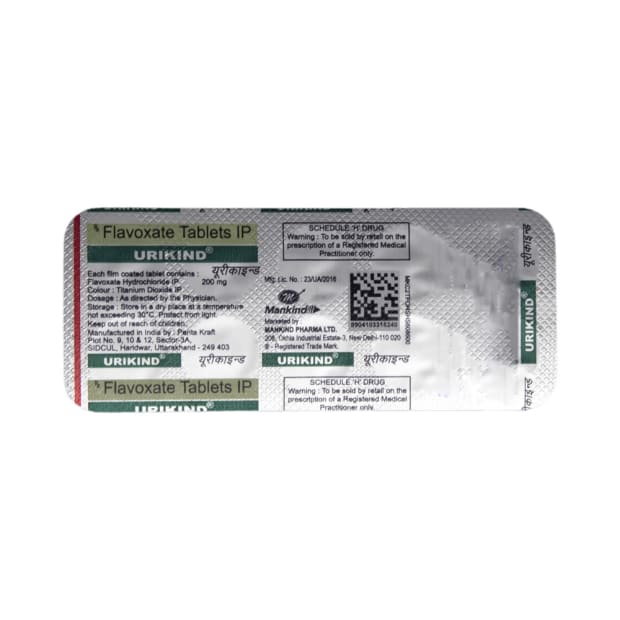 URIKIND
℞ Flavoxate Tablets IP
URIKIND®
Each film coated tablet contains : यूरीकाइन्ड
Flavoxate Hydrochloride IP 200 mg
Colour : Titanium Dioxide IP
Dosage : As directed by the Physician.
Storage : Store in a dry place at a temperature
not exceeding 30°C. Protect from light.
Keep out of reach of children.
Manufactured in India by : Penta Kraft
Plot No. 9, 10 & 12, Sector-3A,
SIDCUL, Haridwar, Uttarakhand - 249 403
SCHEDULE 'H' DRUG
Warning : To be sold by retail on the
prescription of a Registered Medical
Practitioner only.
Mfg. Lic. No. : 23/UA/2016
Mankind
Marketed by :
MANKIND PHARMA LTD.
208, Okhla Industrial Estate-3, New Delhi-110 020
® - Registered Trade Mark.
यूरीकाइन्ड
URIKIND®
URIKIND® यूरीकाइन्ड URIKIND® यूरीकाइन्ड
℞ Flavoxate Tablets IP
URIKIND®
SCHEDULE 'H' DRUG
Warning : To be sold by retail on the
prescription of a Registered Medical
Practitioner only.